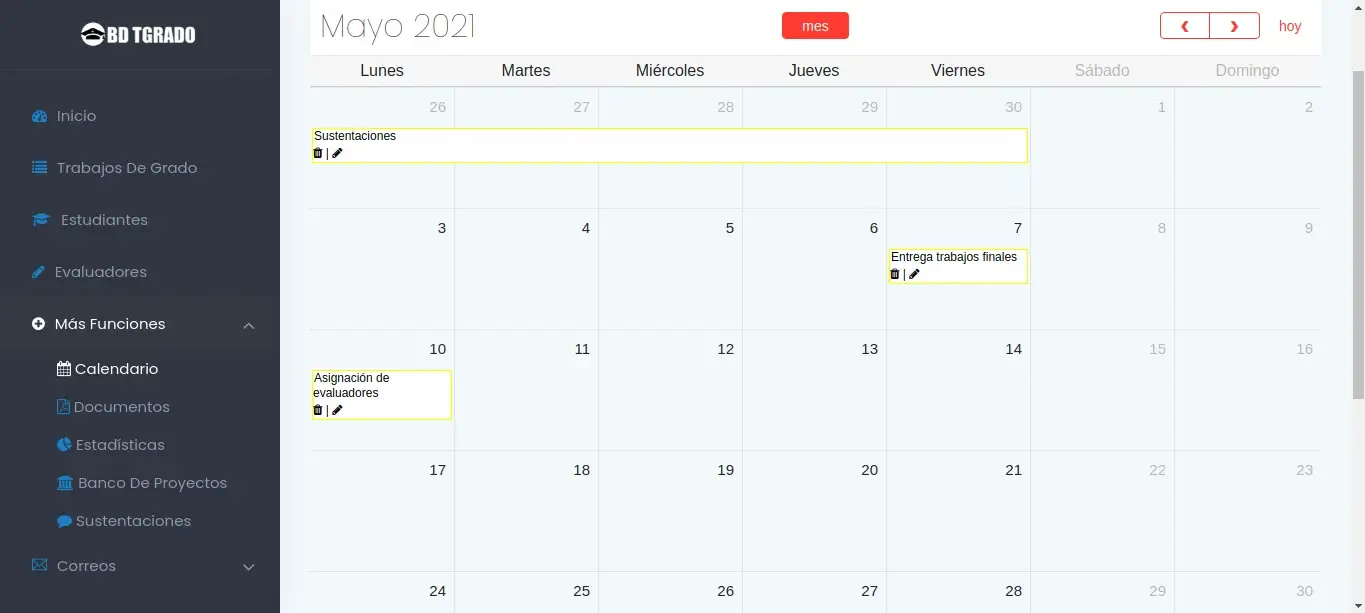 BD TGRADO
Inicio
Trabajos De Grado
Estudiantes
Evaluadores
Más Funciones
Calendario
Documentos
Estadísticas
Banco De Proyectos
Sustentaciones
Correos
Mayo 2021
mes
hoy
Lunes Martes Miércoles Jueves Viernes Sábado Domingo
26 27 28 29 30 1 2
Sustentaciones
|
3 4 5 6 7 8 9
Entrega trabajos finales
|
10 11 12 13 14 15 16
Asignación de
evaluadores
|
17 18 19 20 21 22 23
24 25 26 27 28 29 30